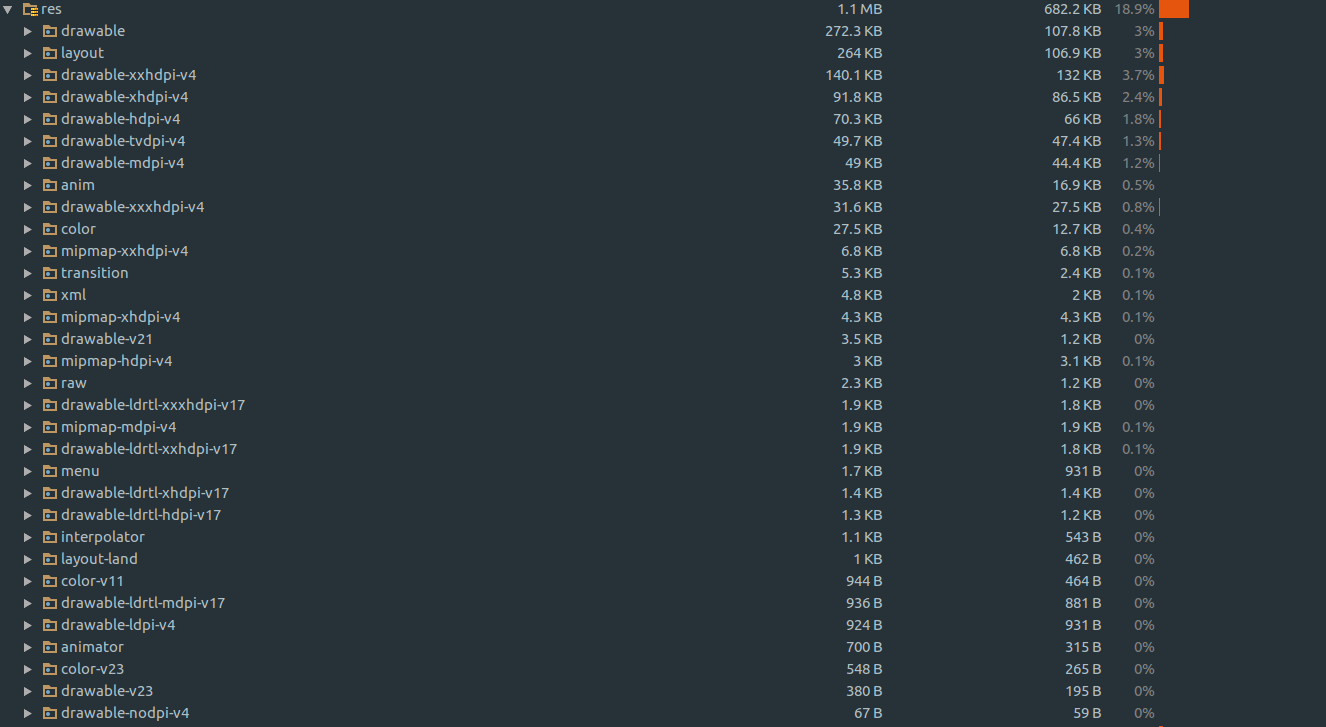 res 1.1 MB 682.2 KB 18.9%
drawable 272.3 KB 107.8 KB 3%
layout 264 KB 106.9 KB 3%
drawable-xxhdpi-v4 140.1 KB 132 KB 3.7%
drawable-xhdpi-v4 91.8 KB 86.5 KB 2.4%
drawable-hdpi-v4 70.3 KB 66 KB 1.8%
drawable-tvdpi-v4 49.7 KB 47.4 KB 1.3%
drawable-mdpi-v4 49 KB 44.4 KB 1.2%
anim 35.8 KB 16.9 KB 0.5%
drawable-xxxhdpi-v4 31.6 KB 27.5 KB 0.8%
color 27.5 KB 12.7 KB 0.4%
mipmap-xxhdpi-v4 6.8 KB 6.8 KB 0.2%
transition 5.3 KB 2.4 KB 0.1%
xml 4.8 KB 2 KB 0.1%
mipmap-xhdpi-v4 4.3 KB 4.3 KB 0.1%
drawable-v21 3.5 KB 1.2 KB 0%
mipmap-hdpi-v4 3 KB 3.1 KB 0.1%
raw 2.3 KB 1.2 KB 0%
drawable-ldrtl-xxxhdpi-v17 1.9 KB 1.8 KB 0%
mipmap-mdpi-v4 1.9 KB 1.9 KB 0.1%
drawable-ldrtl-xxhdpi-v17 1.9 KB 1.8 KB 0.1%
menu 1.7 KB 931 B 0%
drawable-ldrtl-xhdpi-v17 1.4 KB 1.4 KB 0%
drawable-ldrtl-hdpi-v17 1.3 KB 1.2 KB 0%
interpolator 1.1 KB 543 B 0%
layout-land 1 KB 462 B 0%
color-v11 944 B 464 B 0%
drawable-ldrtl-mdpi-v17 936 B 881 B 0%
drawable-ldpi-v4 924 B 931 B 0%
animator 700 B 315 B 0%
color-v23 548 B 265 B 0%
drawable-v23 380 B 195 B 0%
drawable-nodpi-v4 67 B 59 B 0%